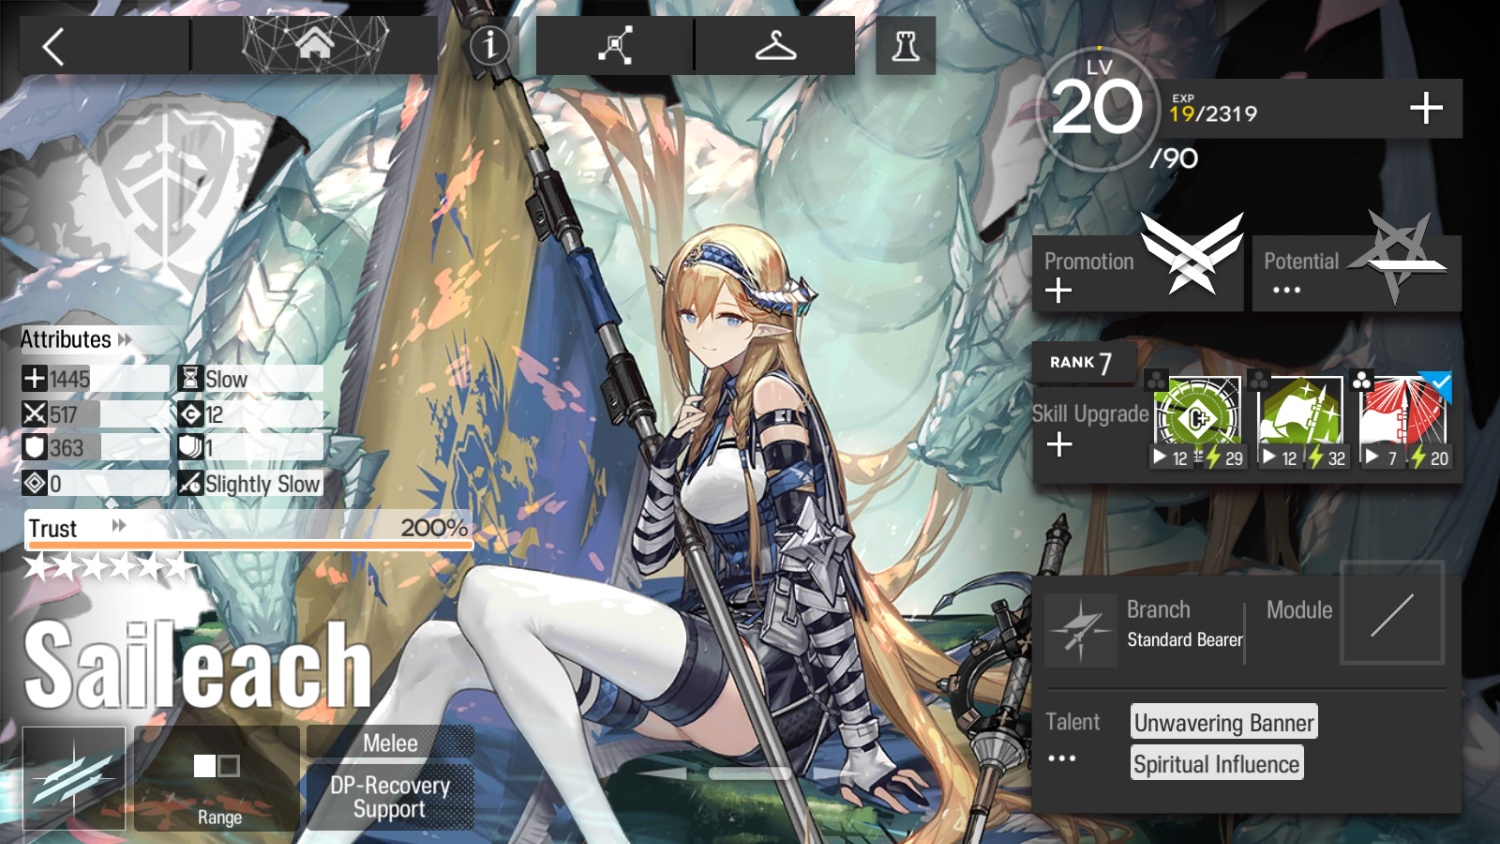 i
LV
20
/90
EXP
19/2319
Promotion
Potential
RANK 7
Skill Upgrade
12 29
12 32
7 20
Attributes
1445
Slow
517
12
363
1
0
Slightly Slow
Trust
200%
Saileach
Range
Melee
DP-Recovery
Support
Branch
Standard Bearer
Module
Talent
Unwavering Banner
Spiritual Influence